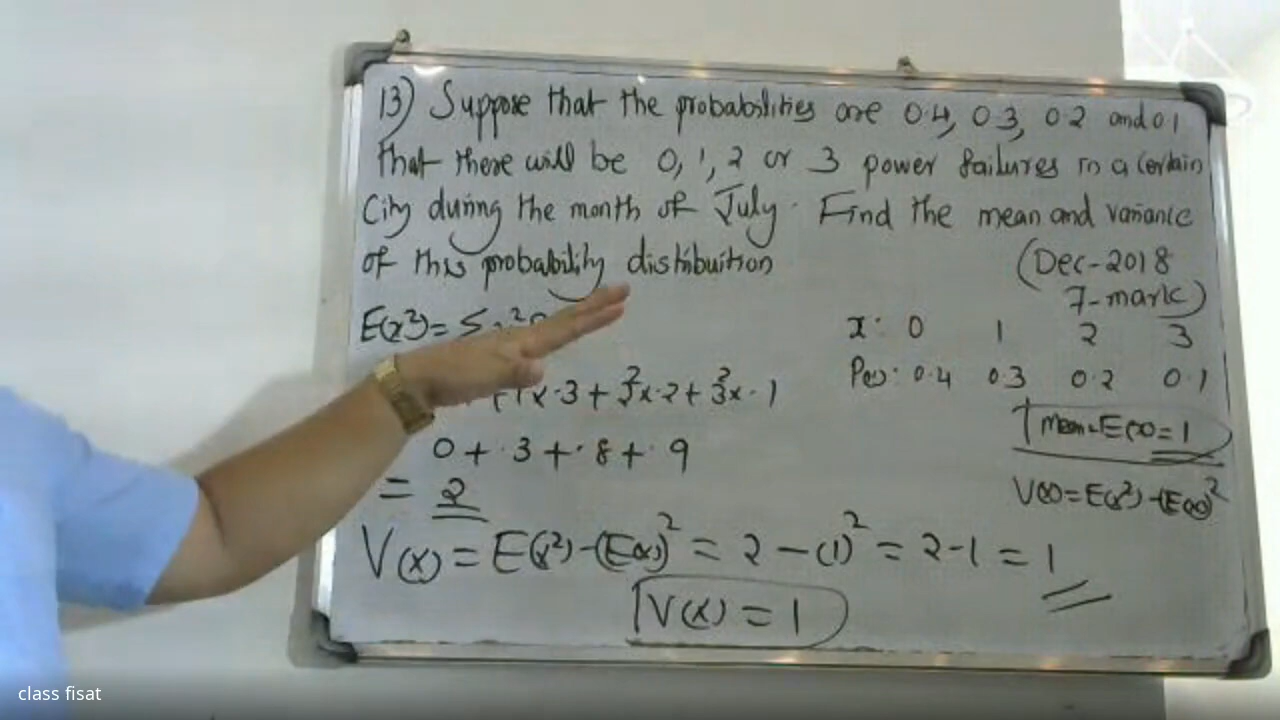 13) Suppose that the probabilities are 0.4, 0.3, 0.2 and 0.1
that there will be 0, 1, 2 or 3 power failures in a certain
City during the month of July. Find the mean and variance
of this probability distribuition
(Dec-2018
7-mark)
E(x²) = Σ x²
x: 0 1 2 3
P(x): 0.4 0.3 0.2 0.1
x·3 + 2²x·2 + 3²x·1
Mean = E(x) = 1
0 + ·3 + ·8 + ·9
= 2
V(x) = E(x²) - (E(x))²
V(x) = E(x²) - (E(x))² = 2 - (1)² = 2 - 1 = 1
V(x) = 1
class fisat